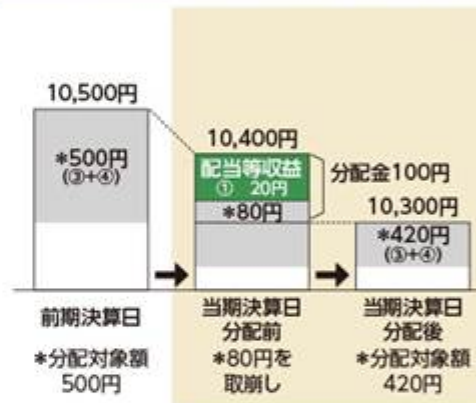 10,500円
*500円
(③+④)
10,400円
配当等収益
① 20円
*80円
分配金100円
10,300円
*420円
(③+④)
前期決算日
*分配対象額
500円
当期決算日
分配前
*80円を
取崩し
当期決算日
分配後
*分配対象額
420円